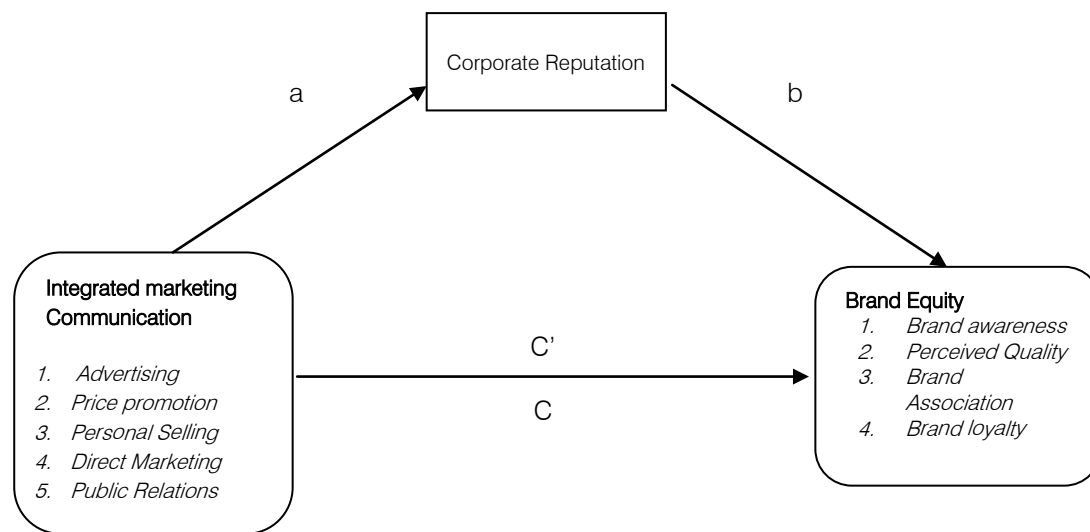 Corporate Reputation
a
b
Integrated marketing
Communication
1. Advertising
2. Price promotion
3. Personal Selling
4. Direct Marketing
5. Public Relations
C’
C
Brand Equity
1. Brand awareness
2. Perceived Quality
3. Brand
Association
4. Brand loyalty